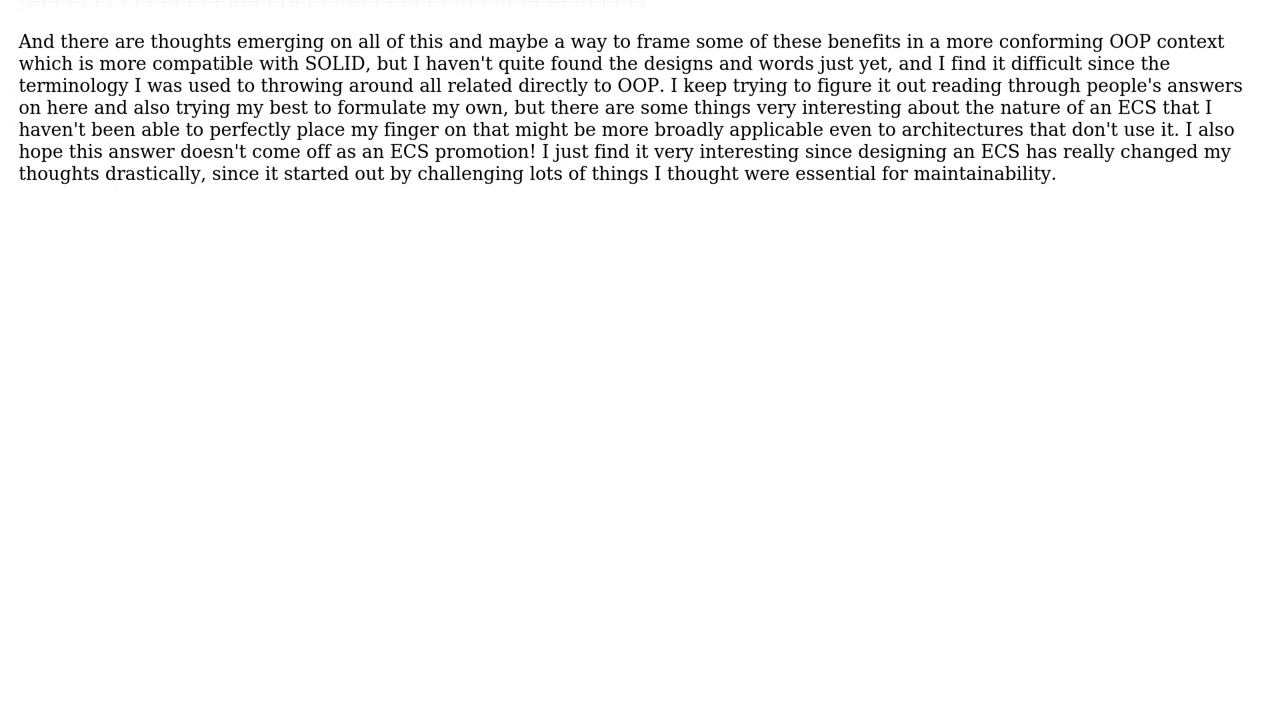 And there are thoughts emerging on all of this and maybe a way to frame some of these benefits in a more conforming OOP context
which is more compatible with SOLID, but I haven't quite found the designs and words just yet, and I find it difficult since the
terminology I was used to throwing around all related directly to OOP. I keep trying to figure it out reading through people's answers
on here and also trying my best to formulate my own, but there are some things very interesting about the nature of an ECS that I
haven't been able to perfectly place my finger on that might be more broadly applicable even to architectures that don't use it. I also
hope this answer doesn't come off as an ECS promotion! I just find it very interesting since designing an ECS has really changed my
thoughts drastically, since it started out by challenging lots of things I thought were essential for maintainability.